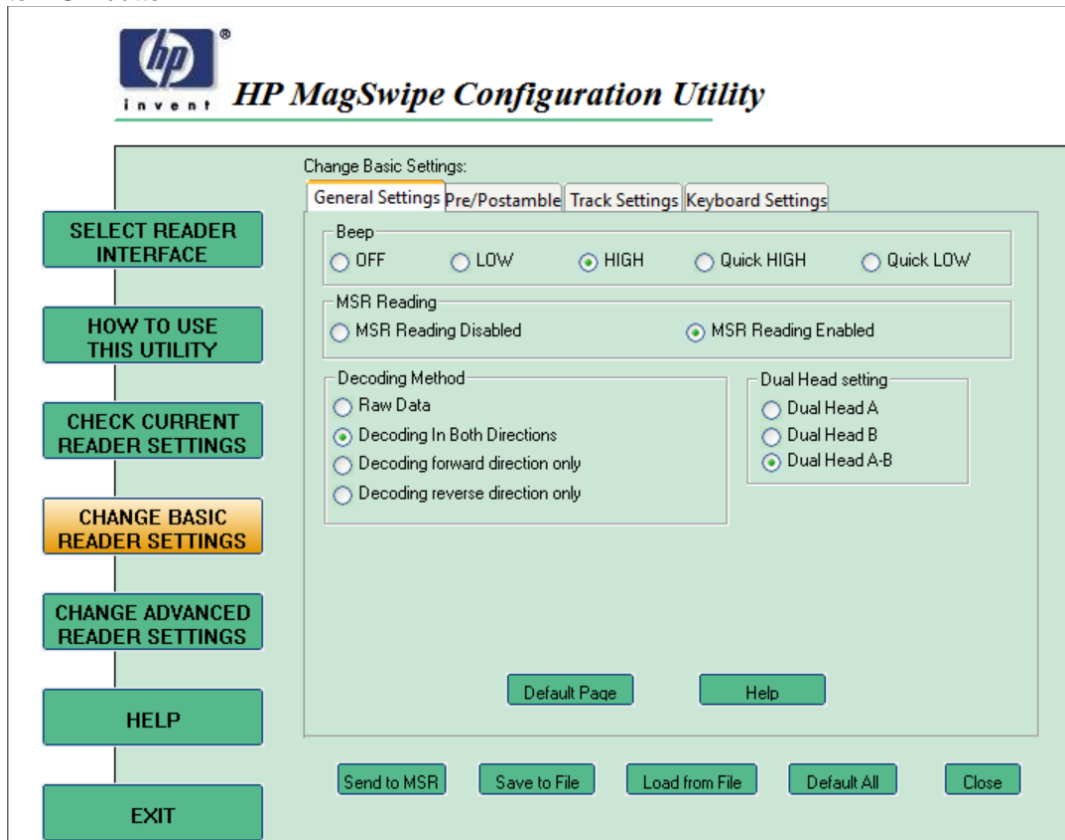 hp
®
invent
HP MagSwipe Configuration Utility
Change Basic Settings:
General Settings Pre/Postamble Track Settings Keyboard Settings
SELECT READER
INTERFACE
HOW TO USE
THIS UTILITY
CHECK CURRENT
READER SETTINGS
CHANGE BASIC
READER SETTINGS
CHANGE ADVANCED
READER SETTINGS
HELP
EXIT
Beep
OFF LOW HIGH Quick HIGH Quick LOW
MSR Reading
MSR Reading Disabled MSR Reading Enabled
Decoding Method
Raw Data
Decoding In Both Directions
Decoding forward direction only
Decoding reverse direction only
Dual Head setting
Dual Head A
Dual Head B
Dual Head A-B
Default Page Help
Send to MSR Save to File Load from File Default All Close